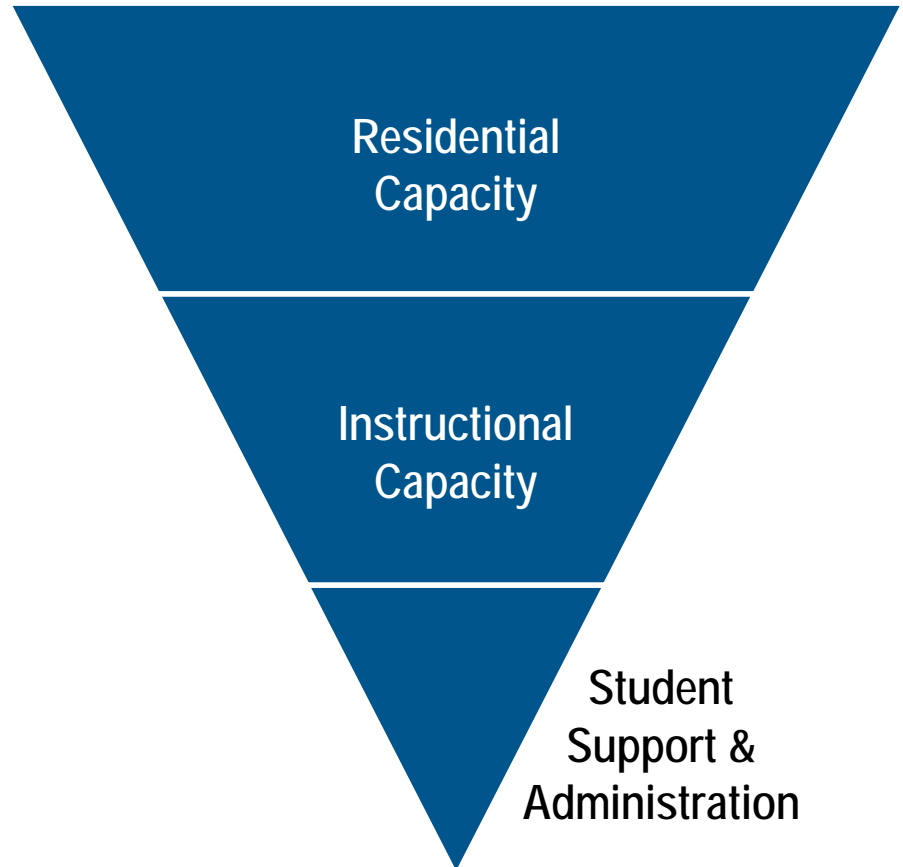 Residential
Capacity
Instructional
Capacity
Student
Support &
Administration